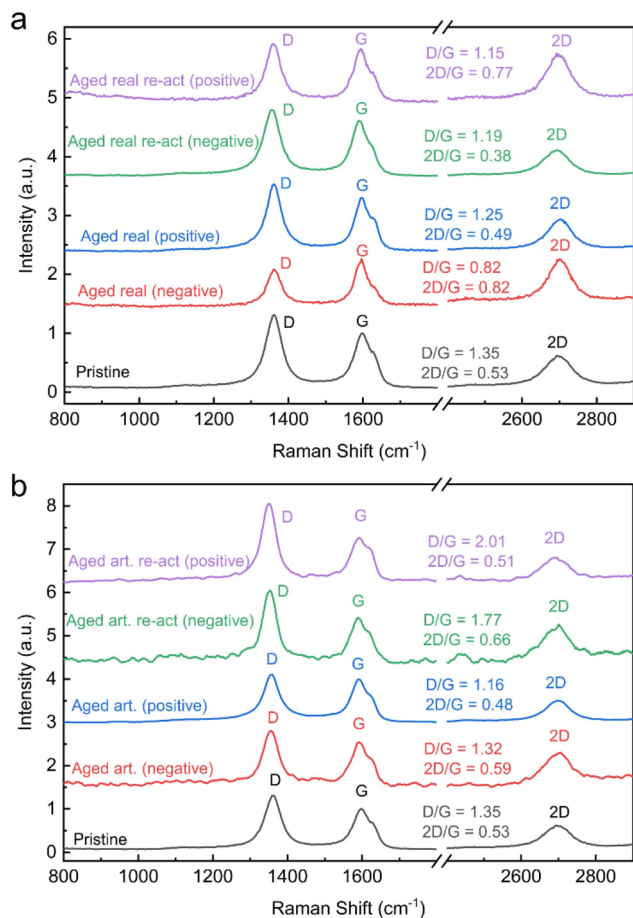 a
6
5
4
3
2
1
0
Intensity (a.u.)
Aged real re-act (positive)
D
G
D/G = 1.15
2D/G = 0.77
2D
Aged real re-act (negative)
D
G
D/G = 1.19
2D/G = 0.38
2D
Aged real (positive)
D
G
D/G = 1.25
2D/G = 0.49
2D
Aged real (negative)
D
G
D/G = 0.82
2D/G = 0.82
2D
Pristine
D
G
D/G = 1.35
2D/G = 0.53
2D
800 1000 1200 1400 1600 2600 2800
Raman Shift (cm⁻¹)
b
8
7
6
5
4
3
2
1
0
Intensity (a.u.)
Aged art. re-act (positive)
D
G
D/G = 2.01
2D/G = 0.51
2D
Aged art. re-act (negative)
D
G
D/G = 1.77
2D/G = 0.66
2D
Aged art. (positive)
D
G
D/G = 1.16
2D/G = 0.48
2D
Aged art. (negative)
D
G
D/G = 1.32
2D/G = 0.59
2D
Pristine
D
G
D/G = 1.35
2D/G = 0.53
2D
800 1000 1200 1400 1600 2600 2800
Raman Shift (cm⁻¹)